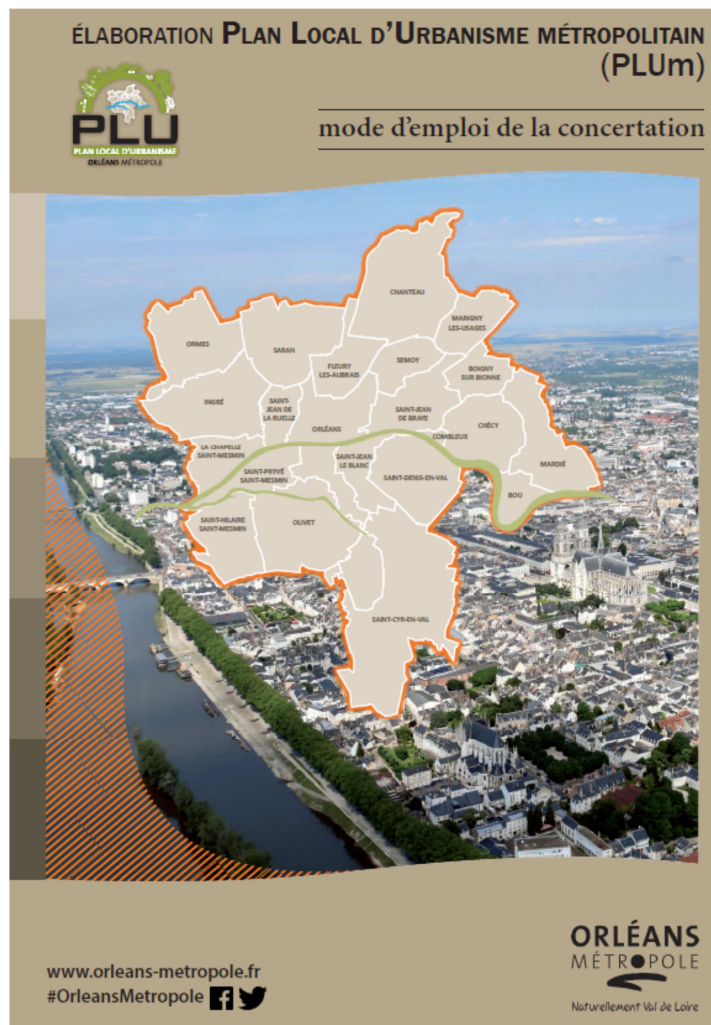 ÉLABORATION PLAN LOCAL D'URBANISME MÉTROPOLITAIN
(PLUm)
PLU
PLAN LOCAL D'URBANISME
ORLÉANS MÉTROPOLE
mode d'emploi de la concertation
CHANTEAU
MARIGNY
LES-USAGES
ORMES
SARAN
SEMOY
FLEURY
LES-AUBRAIS
BOIGNY
SUR BIONNE
INGRÉ
SAINT-
JEAN DE
LA RUELLE
SAINT-JEAN
DE BRAYE
ORLÉANS
CHÉCY
COMBLEUX
LA CHAPELLE
SAINT-MESMIN
SAINT-JEAN
LE BLANC
MARDIÉ
SAINT-PRYVÉ
SAINT-MESMIN
SAINT-DENIS-EN-VAL
BOU
SAINT-HILAIRE
SAINT-MESMIN
OLIVET
SAINT-CYR-EN-VAL
www.orleans-metropole.fr
#OrleansMetropole
ORLÉANS
MÉTROPOLE
Naturellement Val de Loire